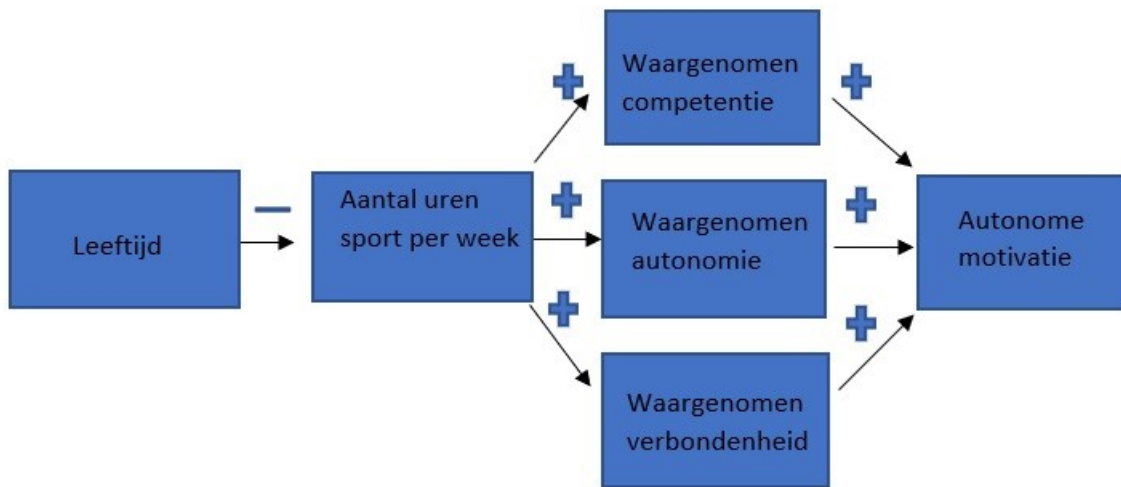 Leeftijd
Aantal uren
sport per week
Waargenomen
competentie
Waargenomen
autonomie
Waargenomen
verbondenheid
Autonome
motivatie